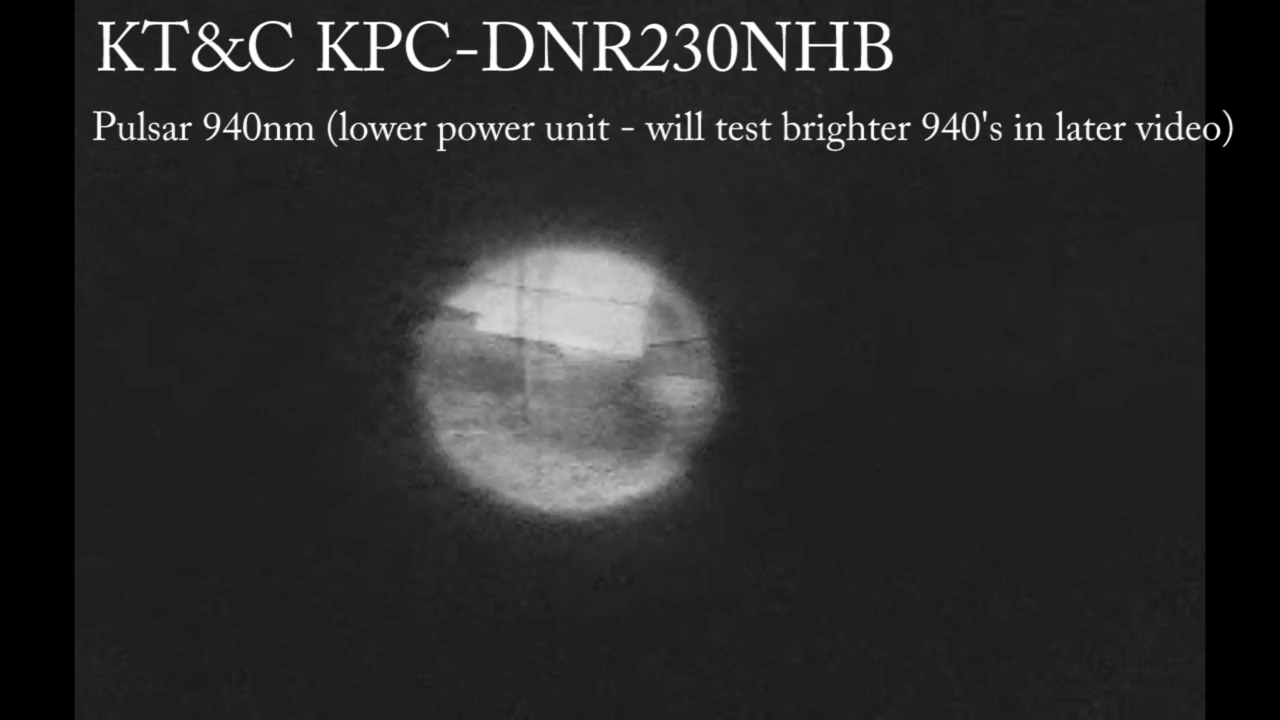 KT&C KPC-DNR230NHB
Pulsar 940nm (lower power unit - will test brighter 940's in later video)